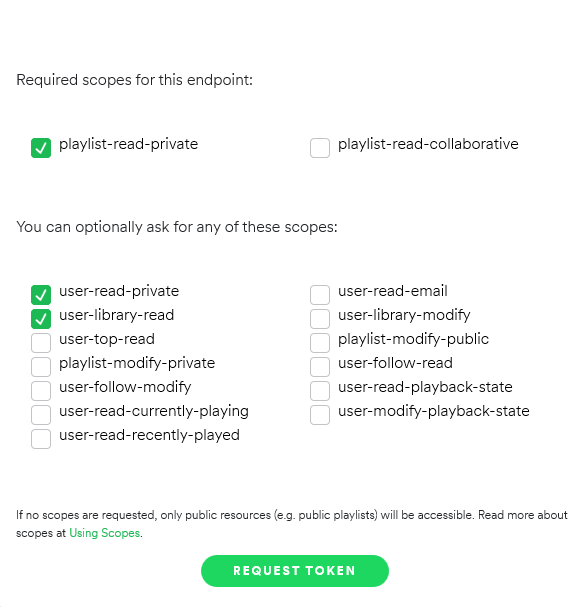 Required scopes for this endpoint:
playlist-read-private
playlist-read-collaborative
You can optionally ask for any of these scopes:
user-read-private
user-read-email
user-library-read
user-library-modify
user-top-read
playlist-modify-public
playlist-modify-private
user-follow-read
user-follow-modify
user-read-playback-state
user-read-currently-playing
user-modify-playback-state
user-read-recently-played
If no scopes are requested, only public resources (e.g. public playlists) will be accessible. Read more about
scopes at Using Scopes.
REQUEST TOKEN